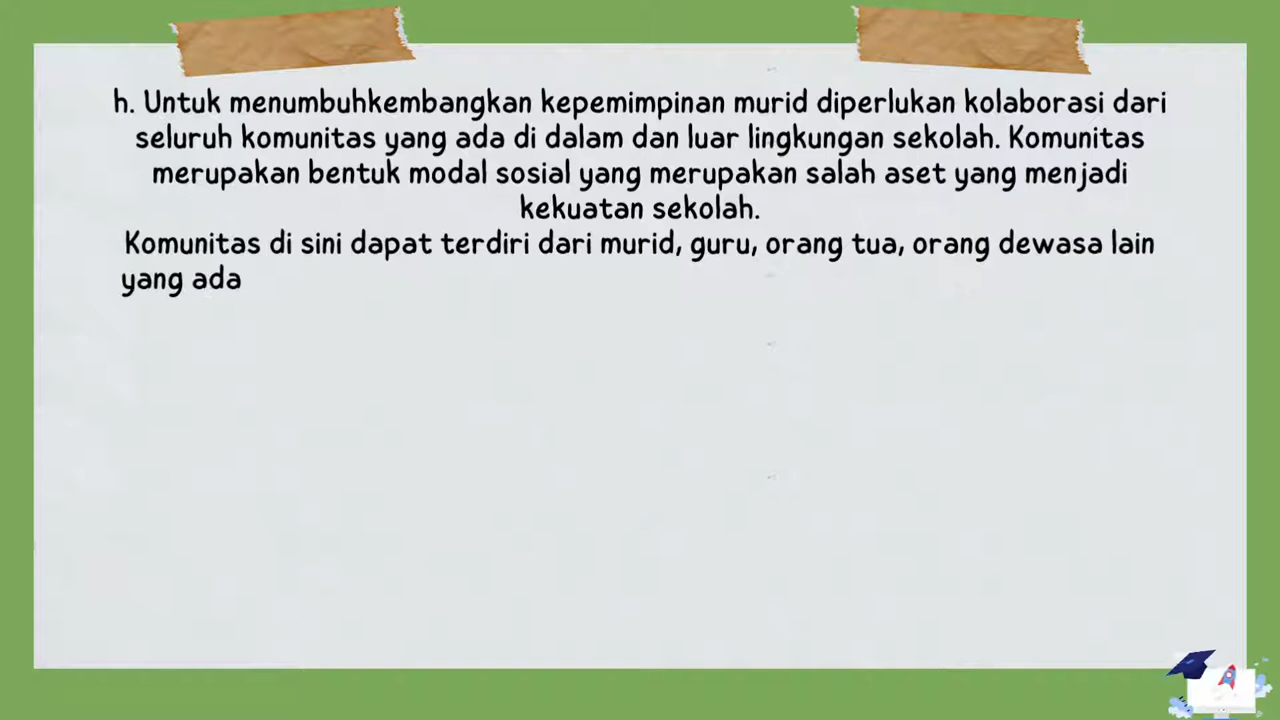 h. Untuk menumbuhkembangkan kepemimpinan murid diperlukan kolaborasi dari
seluruh komunitas yang ada di dalam dan luar lingkungan sekolah. Komunitas
merupakan bentuk modal sosial yang merupakan salah aset yang menjadi
kekuatan sekolah.
Komunitas di sini dapat terdiri dari murid, guru, orang tua, orang dewasa lain
yang ada